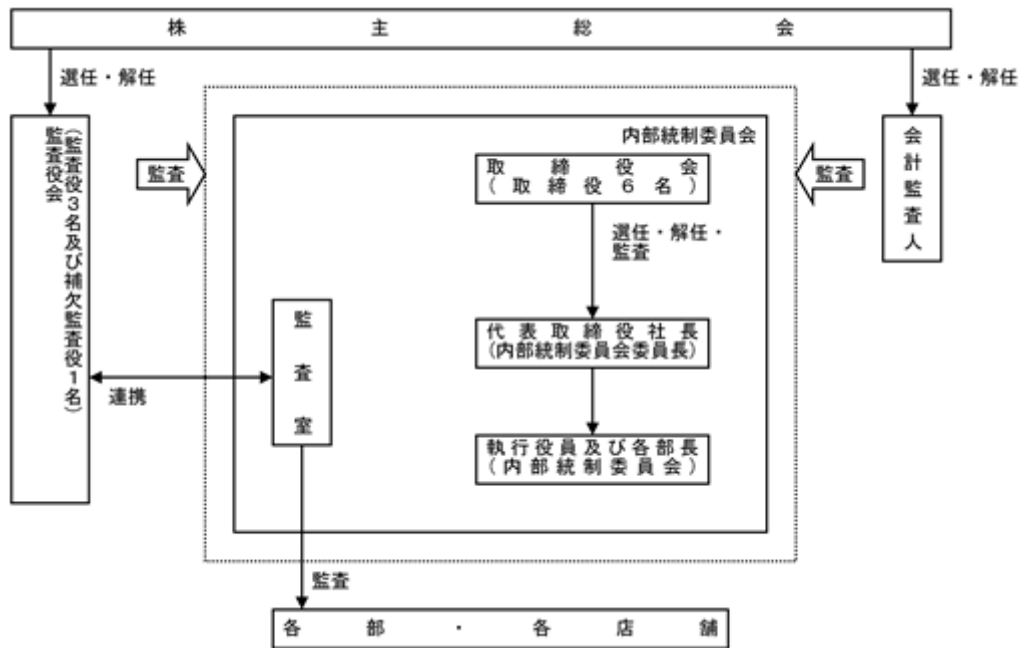 株主総会
選任・解任
選任・解任
監査役会
（監査役３名及び補欠監査役１名）
監査
内部統制委員会
取締役会
（取締役６名）
監査
会計監査人
選任・解任・
監査
監査室
代表取締役社長
（内部統制委員会委員長）
連携
執行役員及び各部長
（内部統制委員会）
監査
各部・各店舗